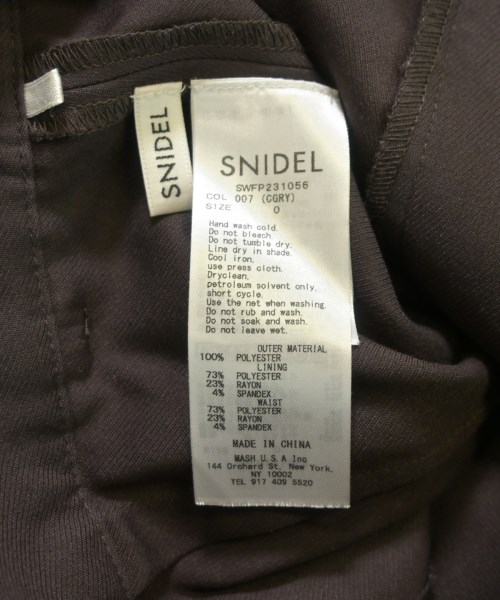 SNIDEL
SNIDEL
SWFP231056
COL 007 (CGRY)
SIZE 0
Hand wash cold.
Do not bleach.
Do not tumble dry.
Line dry in shade.
Cool iron,
use press cloth.
Dryclean,
petroleum solvent only,
short cycle.
Use the net when washing.
Do not rub and wash.
Do not soak and wash.
Do not leave wet.
OUTER MATERIAL
100% POLYESTER
LINING
73% POLYESTER
23% RAYON
4% SPANDEX
WAIST
73% POLYESTER
23% RAYON
4% SPANDEX
MADE IN CHINA
MASH U.S.A Inc
144 Orchard St. New York,
NY 10002
TEL 917 409 5520